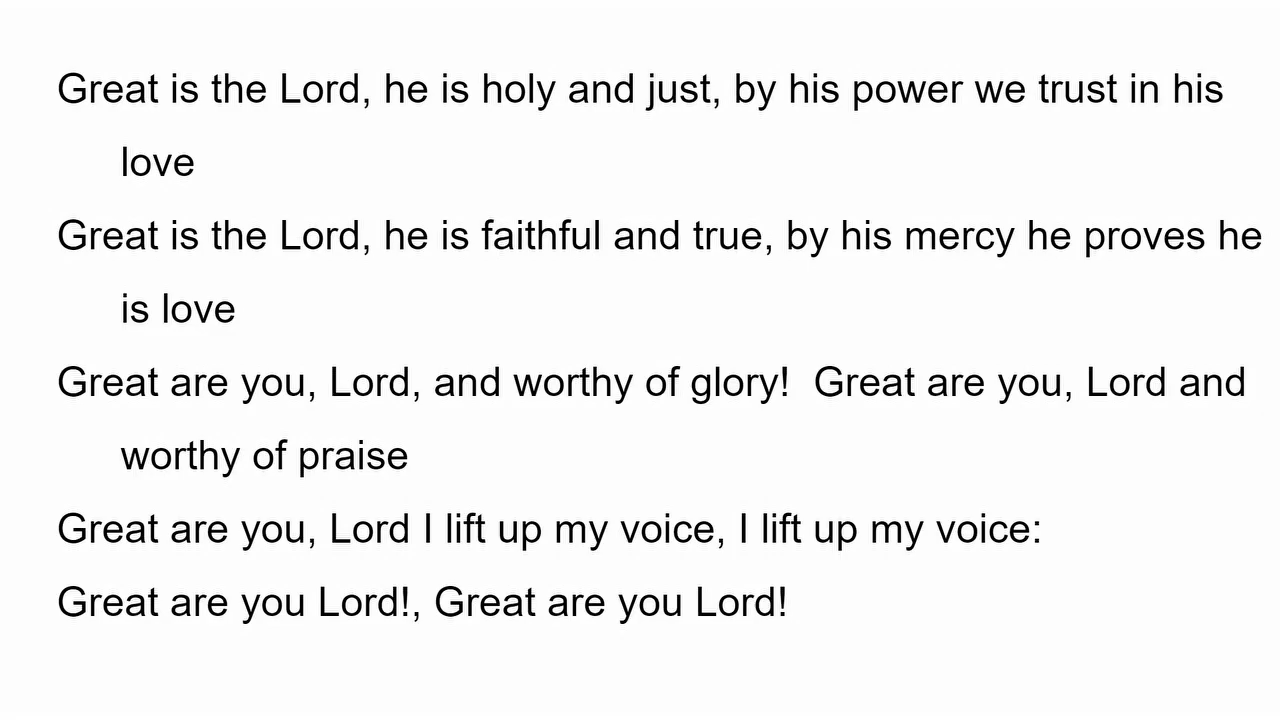 Great is the Lord, he is holy and just, by his power we trust in his
love
Great is the Lord, he is faithful and true, by his mercy he proves he
is love
Great are you, Lord, and worthy of glory!  Great are you, Lord and
worthy of praise
Great are you, Lord I lift up my voice, I lift up my voice:
Great are you Lord!, Great are you Lord!